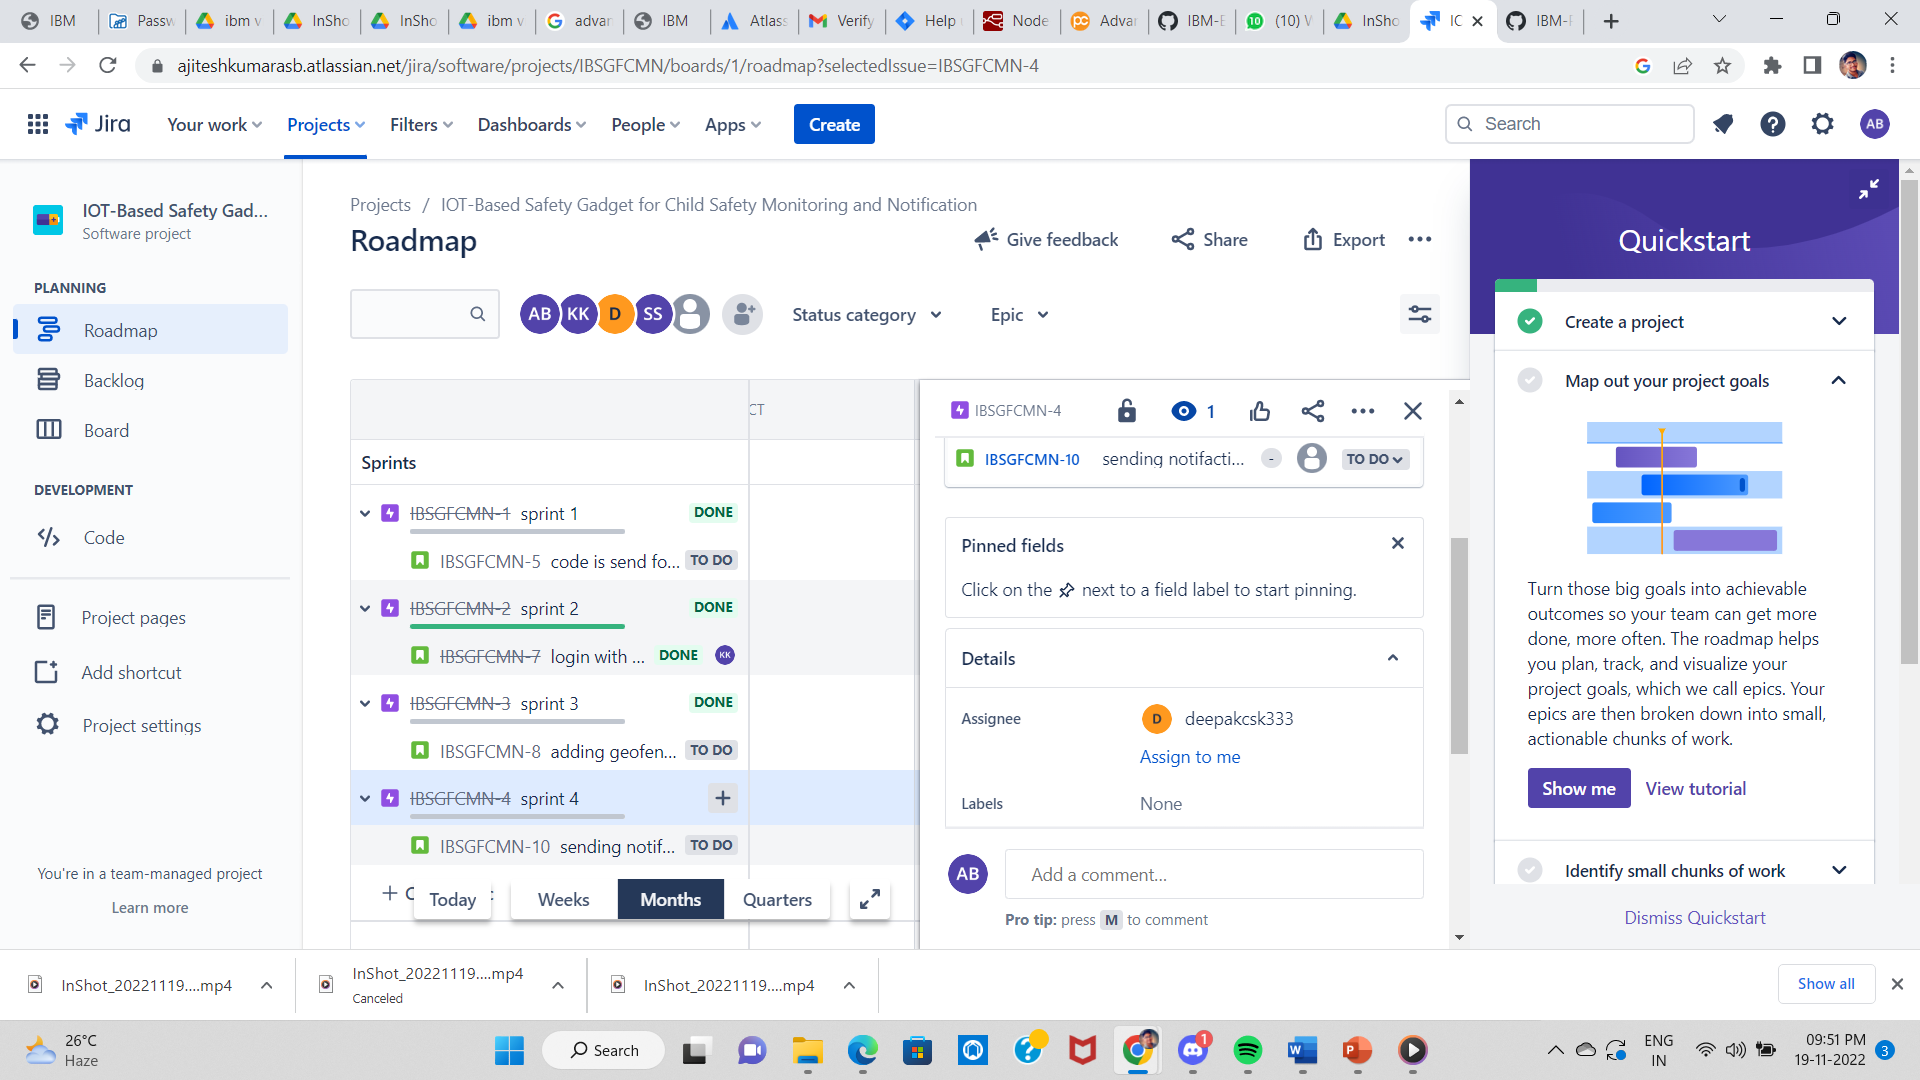 IBM
Passw
ibm v
InSho
InSho
ibm v
advan
IBM
Atlass
Verify
Help
Node
Advan
IBM-E
(10) W
InSho
IC
IBM-F
ajiteshkumarasb.atlassian.net/jira/software/projects/IBSGFCMN/boards/1/roadmap?selectedIssue=IBSGFCMN-4
Jira
Your work
Projects
Filters
Dashboards
People
Apps
Create
Search
AB
IOT-Based Safety Gad...
Software project
PLANNING
Roadmap
Backlog
Board
DEVELOPMENT
Code
Project pages
Add shortcut
Project settings
You're in a team-managed project
Learn more
Projects / IOT-Based Safety Gadget for Child Safety Monitoring and Notification
Roadmap
Give feedback
Share
Export
AB KK D SS
Status category
Epic
CT
Sprints
IBSGFCMN-1 sprint 1 DONE
IBSGFCMN-5 code is send fo... TO DO
IBSGFCMN-2 sprint 2 DONE
IBSGFCMN-7 login with ... DONE KK
IBSGFCMN-3 sprint 3 DONE
IBSGFCMN-8 adding geofen... TO DO
IBSGFCMN-4 sprint 4
IBSGFCMN-10 sending notif... TO DO
Today
Weeks
Months
Quarters
IBSGFCMN-4
1
IBSGFCMN-10 sending notifacti... - TO DO
Pinned fields
Click on the next to a field label to start pinning.
Details
Assignee
D deepakcsk333
Assign to me
Labels
None
AB
Add a comment...
Pro tip: press M to comment
Quickstart
Create a project
Map out your project goals
Turn those big goals into achievable
outcomes so your team can get more
done, more often. The roadmap helps
you plan, track, and visualize your
project goals, which we call epics. Your
epics are then broken down into small,
actionable chunks of work.
Show me
View tutorial
Identify small chunks of work
Dismiss Quickstart
InShot_20221119....mp4
InShot_20221119....mp4
Canceled
InShot_20221119....mp4
Show all
26°C
Haze
Search
1
ENG
IN
09:51 PM
19-11-2022
3